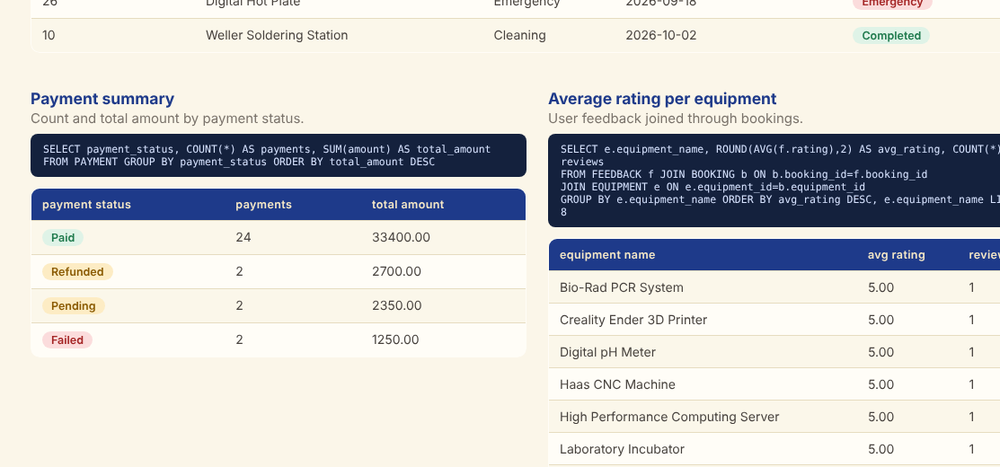 26 Digital Hot Plate Emergency 2026-09-18 Emergency
10 Weller Soldering Station Cleaning 2026-10-02 Completed
Payment summary
Count and total amount by payment status.
SELECT payment_status, COUNT(*) AS payments, SUM(amount) AS total_amount
FROM PAYMENT GROUP BY payment_status ORDER BY total_amount DESC
payment status payments total amount
Paid 24 33400.00
Refunded 2 2700.00
Pending 2 2350.00
Failed 2 1250.00
Average rating per equipment
User feedback joined through bookings.
SELECT e.equipment_name, ROUND(AVG(f.rating),2) AS avg_rating, COUNT(*)
reviews
FROM FEEDBACK f JOIN BOOKING b ON b.booking_id=f.booking_id
JOIN EQUIPMENT e ON e.equipment_id=b.equipment_id
GROUP BY e.equipment_name ORDER BY avg_rating DESC, e.equipment_name
8
equipment name avg rating
Bio-Rad PCR System 5.00 1
Creality Ender 3D Printer 5.00 1
Digital pH Meter 5.00 1
Haas CNC Machine 5.00 1
High Performance Computing Server 5.00 1
Laboratory Incubator 5.00 1